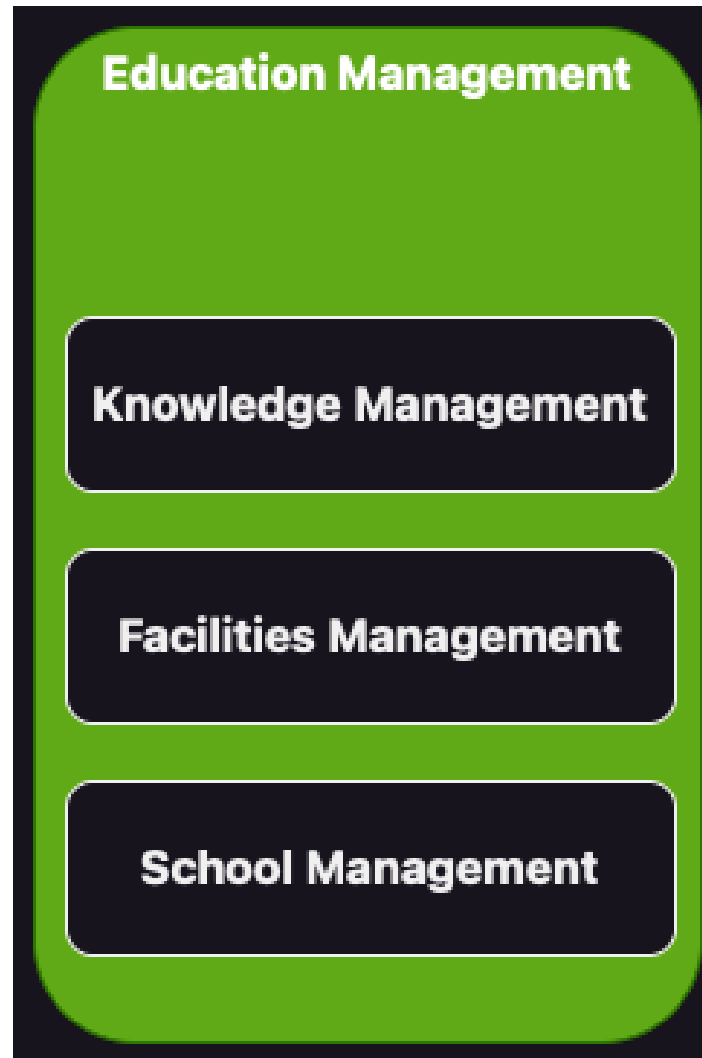 Education Management
Knowledge Management
Facilities Management
School Management